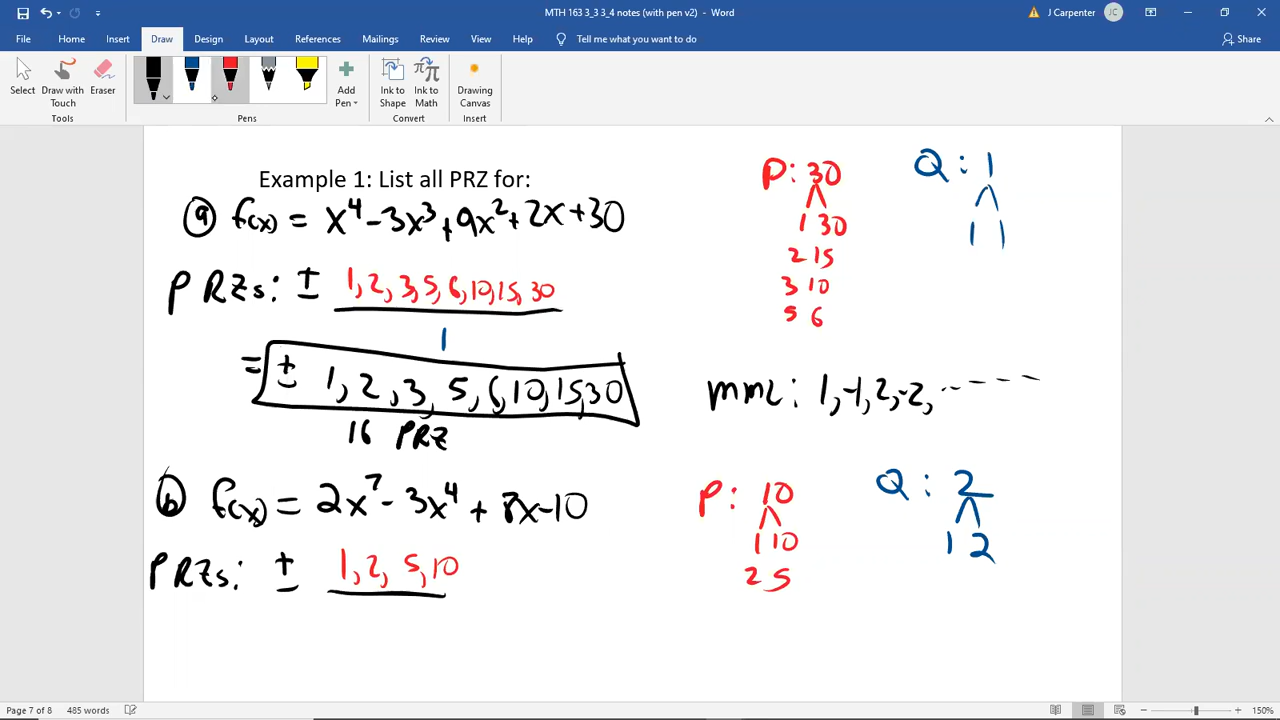 MTH 163 3_3 3_4 notes (with pen v2) - Word
J Carpenter JC
File Home Insert Draw Design Layout References Mailings Review View Help Tell me what you want to do Share
Select Draw with Touch Eraser Add Pen Ink to Shape Ink to Math Drawing Canvas
Tools Pens Convert Insert
Example 1: List all PRZ for:
a f(x) = x⁴ - 3x³ + 9x² + 2x + 30
P: 30
1 30
2 15
3 10
5 6
Q: 1
1 1
PRZs: ± 1, 2, 3, 5, 6, 10, 15, 30
1
= ± 1, 2, 3, 5, 6, 10, 15, 30
16 PRZ
MML: 1, -1, 2, -2, ------
b f(x) = 2x⁷ - 3x⁴ + 8x - 10
P: 10
1 10
2 5
Q: 2
1 2
PRZs: ± 1, 2, 5, 10
Page 7 of 8 485 words 150%